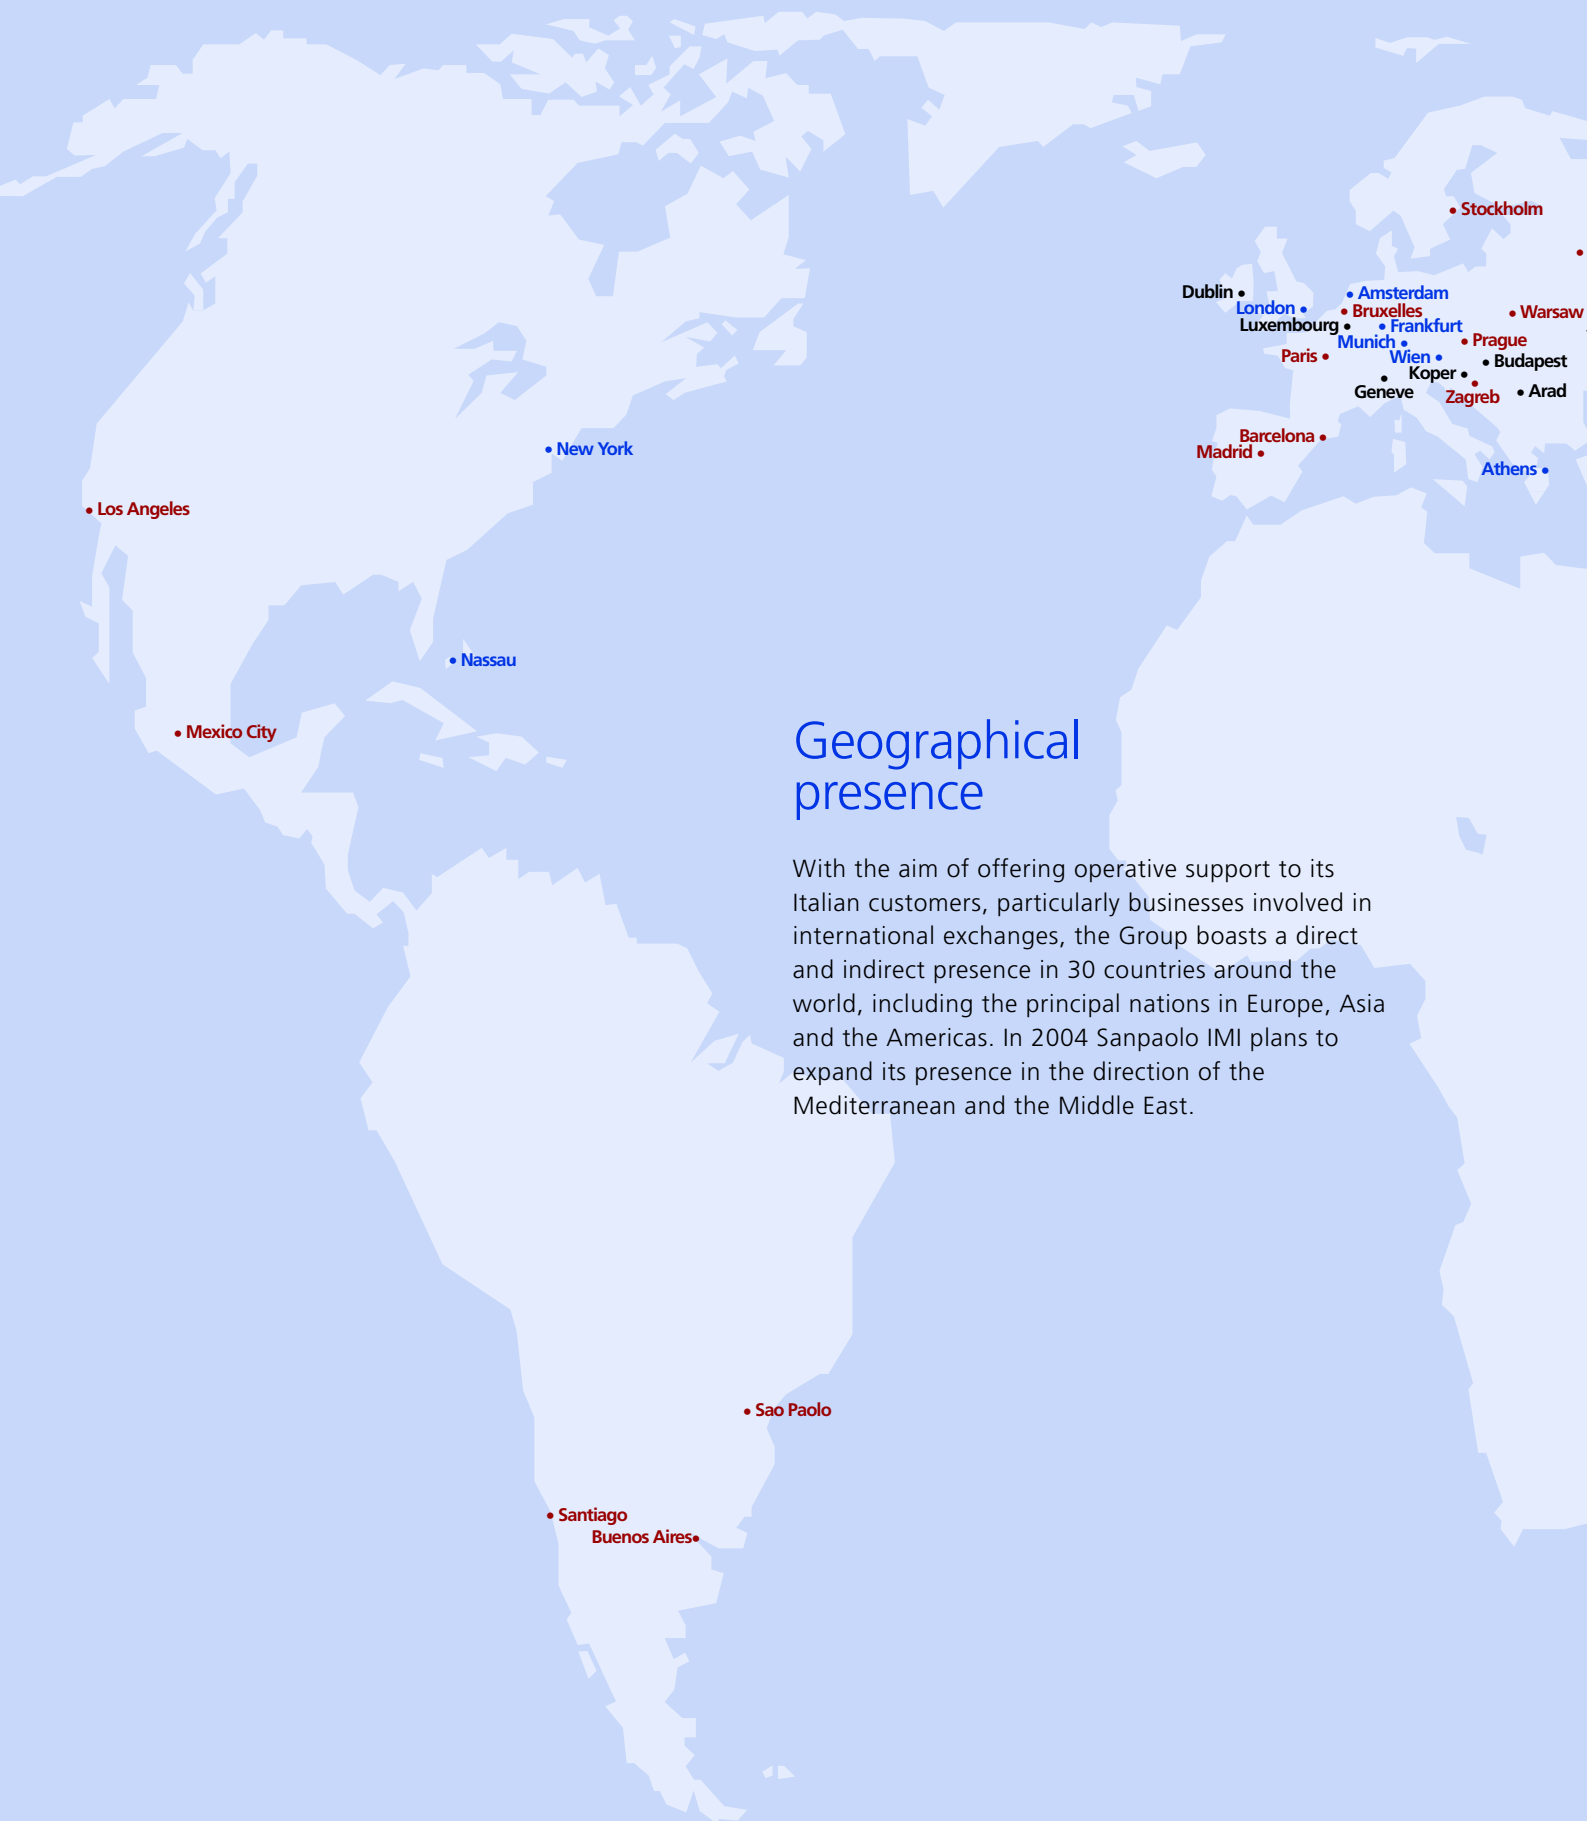 Stockholm
Dublin
Amsterdam
London
Bruxelles
Warsaw
Luxembourg
Frankfurt
Munich
Prague
Paris
Wien
Budapest
Koper
Geneve
Zagreb
Arad
Barcelona
New York
Madrid
Athens
Los Angeles
Nassau
Mexico City
Geographical
presence
With the aim of offering operative support to its
Italian customers, particularly businesses involved in
international exchanges, the Group boasts a direct
and indirect presence in 30 countries around the
world, including the principal nations in Europe, Asia
and the Americas. In 2004 Sanpaolo IMI plans to
expand its presence in the direction of the
Mediterranean and the Middle East.
Sao Paolo
Santiago
Buenos Aires